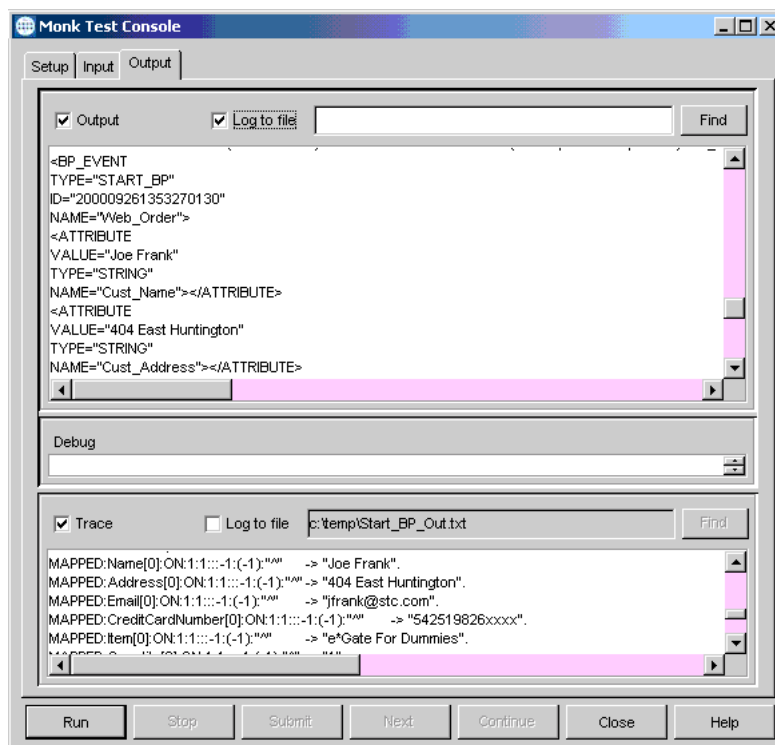 Monk Test Console
Setup Input Output
Output Log to file Find
<BP_EVENT
TYPE="START_BP"
ID="200009261353270130"
NAME="Web_Order">
<ATTRIBUTE
VALUE="Joe Frank"
TYPE="STRING"
NAME="Cust_Name"></ATTRIBUTE>
<ATTRIBUTE
VALUE="404 East Huntington"
TYPE="STRING"
NAME="Cust_Address"></ATTRIBUTE>
Debug
Trace Log to file c:\temp\Start_BP_Out.txt Find
MAPPED:Name[0]:ON:1:1:::-1:(-1):"^" -> "Joe Frank".
MAPPED:Address[0]:ON:1:1:::-1:(-1):"^" -> "404 East Huntington".
MAPPED:Email[0]:ON:1:1:::-1:(-1):"^" -> "jfrank@stc.com".
MAPPED:CreditCardNumber[0]:ON:1:1:::-1:(-1):"^" -> "542519826xxxx".
MAPPED:Item[0]:ON:1:1:::-1:(-1):"^" -> "e*Gate For Dummies".
Run Stop Submit Next Continue Close Help